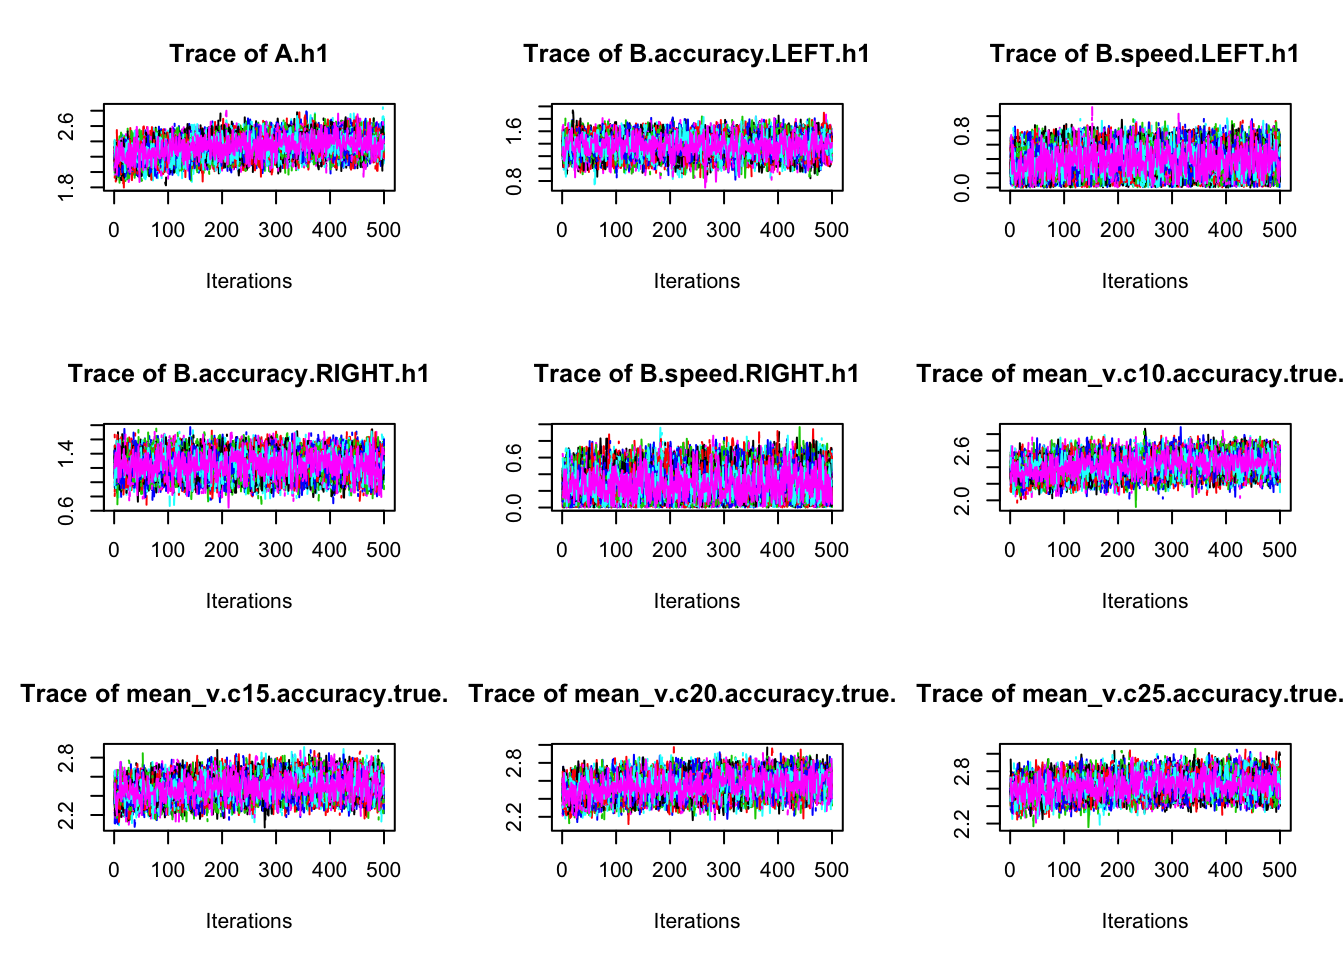 Trace of A.h1
1.8 2.6
0 100 200 300 400 500
Iterations
Trace of B.accuracy.LEFT.h1
0.8 1.6
0 100 200 300 400 500
Iterations
Trace of B.speed.LEFT.h1
0.0 0.8
0 100 200 300 400 500
Iterations
Trace of B.accuracy.RIGHT.h1
0.6 1.4
0 100 200 300 400 500
Iterations
Trace of B.speed.RIGHT.h1
0.0 0.6
0 100 200 300 400 500
Iterations
Trace of mean_v.c10.accuracy.true.
2.0 2.6
0 100 200 300 400 500
Iterations
Trace of mean_v.c15.accuracy.true.
2.2 2.8
0 100 200 300 400 500
Iterations
Trace of mean_v.c20.accuracy.true.
2.2 2.8
0 100 200 300 400 500
Iterations
Trace of mean_v.c25.accuracy.true.
2.2 2.8
0 100 200 300 400 500
Iterations